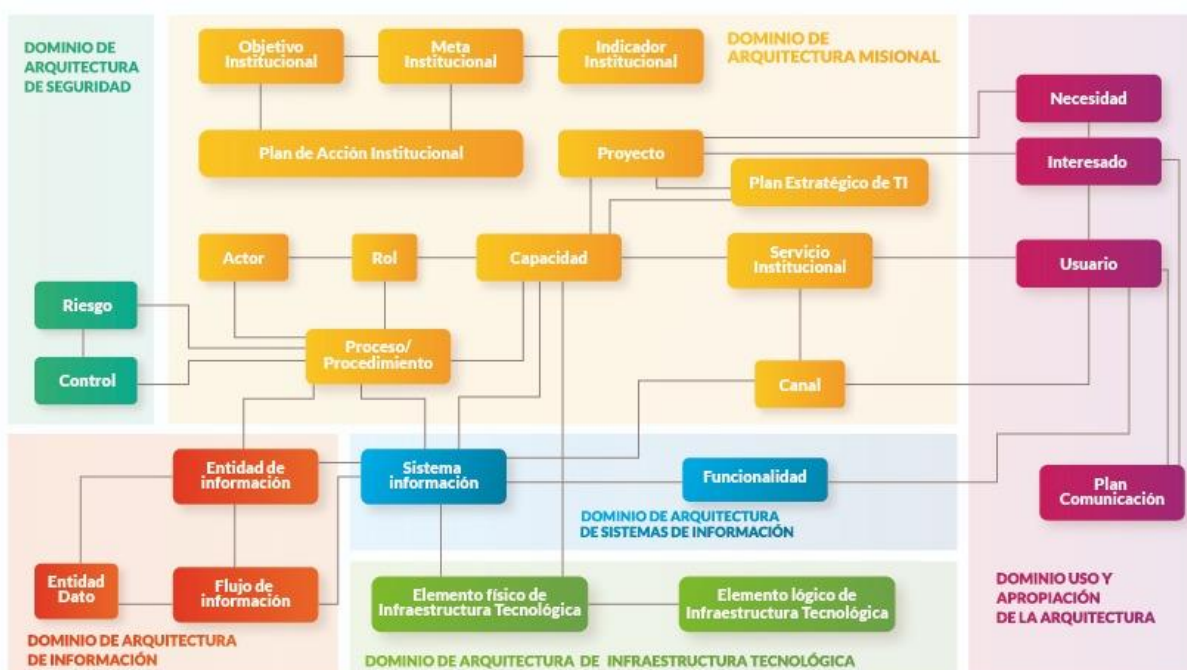 DOMINIO DE
ARQUITECTURA
DE SEGURIDAD
Riesgo
Control
Objetivo
Institucional
Meta
Institucional
Indicador
Institucional
DOMINIO DE
ARQUITECTURA MISIONAL
Plan de Acción Institucional
Proyecto
Plan Estratégico de TI
Actor
Rol
Capacidad
Servicio
Institucional
Proceso/
Procedimiento
Canal
Necesidad
Interesado
Usuario
Plan
Comunicación
DOMINIO USO Y
APROPIACIÓN
DE LA ARQUITECTURA
Entidad de
información
Entidad
Dato
Flujo de
información
DOMINIO DE ARQUITECTURA
DE INFORMACIÓN
Sistema
información
Funcionalidad
DOMINIO DE ARQUITECTURA
DE SISTEMAS DE INFORMACIÓN
Elemento físico de
Infraestructura Tecnológica
Elemento lógico de
Infraestructura Tecnológica
DOMINIO DE ARQUITECTURA DE INFRAESTRUCTURA TECNOLÓGICA